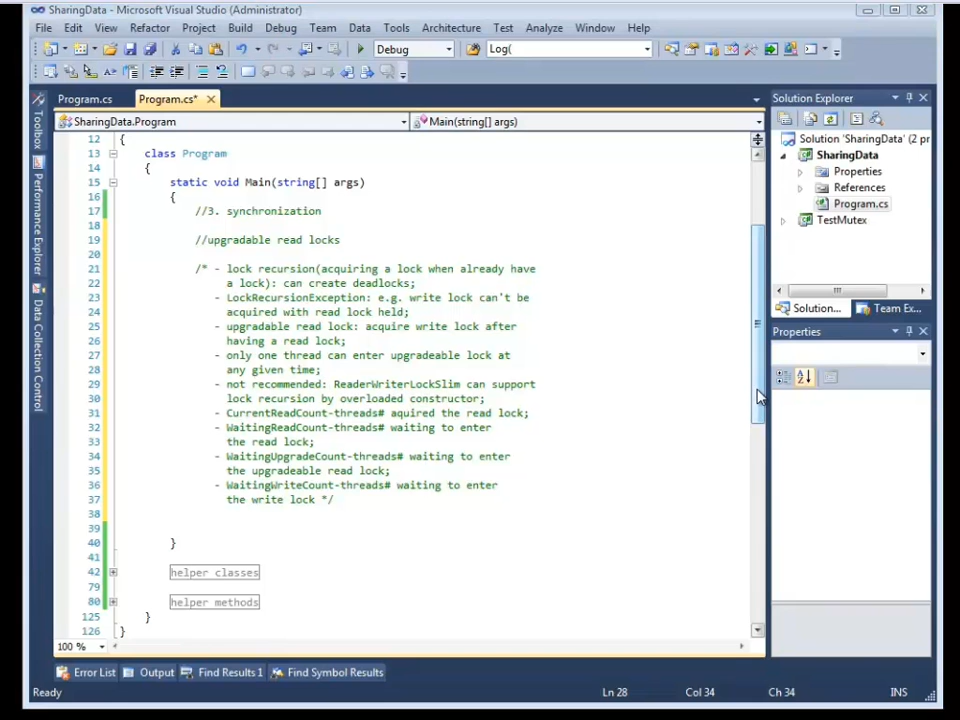 SharingData - Microsoft Visual Studio (Administrator)
File Edit View Refactor Project Build Debug Team Data Tools Architecture Test Analyze Window Help
Debug Log(
Program.cs Program.cs* Solution Explorer
SharingData.Program Main(string[] args)
Toolbox
Performance Explorer
Data Collection Control
12 {
13 class Program
14 {
15 static void Main(string[] args)
16 {
17 //3. synchronization
18
19 //upgradable read locks
20
21 /* - lock recursion(acquiring a lock when already have
22 a lock): can create deadlocks;
23 - LockRecursionException: e.g. write lock can't be
24 acquired with read lock held;
25 - upgradable read lock: acquire write lock after
26 having a read lock;
27 - only one thread can enter upgradeable lock at
28 any given time;
29 - not recommended: ReaderWriterLockSlim can support
30 lock recursion by overloaded constructor;
31 - CurrentReadCount-threads# aquired the read lock;
32 - WaitingReadCount-threads# waiting to enter
33 the read lock;
34 - WaitingUpgradeCount-threads# waiting to enter
35 the upgradeable read lock;
36 - WaitingWriteCount-threads# waiting to enter
37 the write lock */
38
39
40 }
41
42 helper classes
79
80 helper methods
125 }
126 }
100 %
Solution 'SharingData' (2 pr
SharingData
Properties
References
Program.cs
TestMutex
Solution... Team Ex...
Properties
Error List Output Find Results 1 Find Symbol Results
Ready Ln 28 Col 34 Ch 34 INS